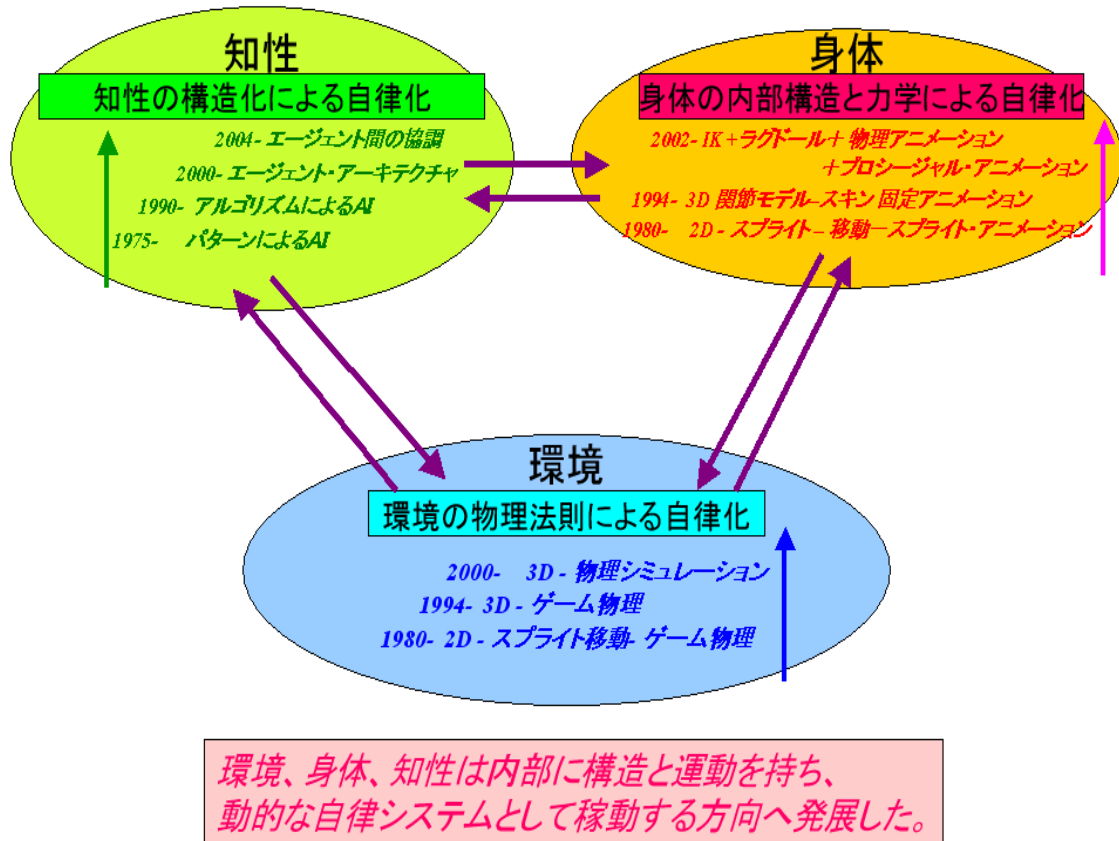 知性
知性の構造化による自律化
2004- エージェント間の協調
2000- エージェント・アーキテクチャ
1990- アルゴリズムによるAI
1975- パターンによるAI
身体
身体の内部構造と力学による自律化
2002- IK+ラグドール+ 物理アニメーション
+プロシージャル・アニメーション
1994- 3D 関節モデル–スキン 固定アニメーション
1980- 2D - スプライト – 移動―スプライト・アニメーション
環境
環境の物理法則による自律化
2000- 3D - 物理シミュレーション
1994- 3D - ゲーム物理
1980- 2D - スプライト移動- ゲーム物理
環境、身体、知性は内部に構造と運動を持ち、
動的な自律システムとして稼動する方向へ発展した。